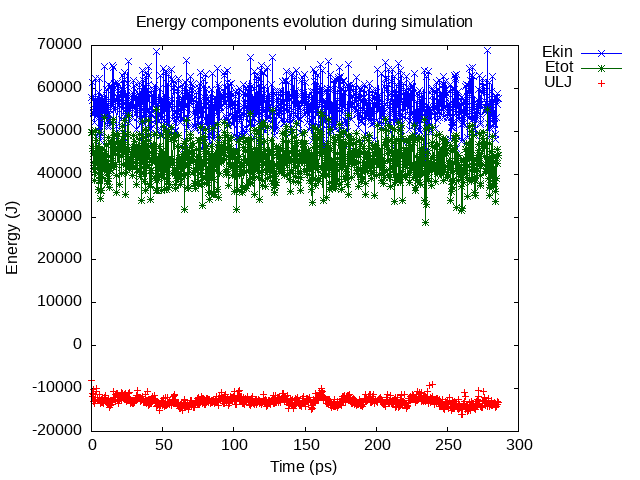 Energy components evolution during simulation
Ekin
Etot
ULJ
70000
60000
50000
40000
30000
20000
10000
0
-10000
-20000
Energy (J)
0 50 100 150 200 250 300
Time (ps)